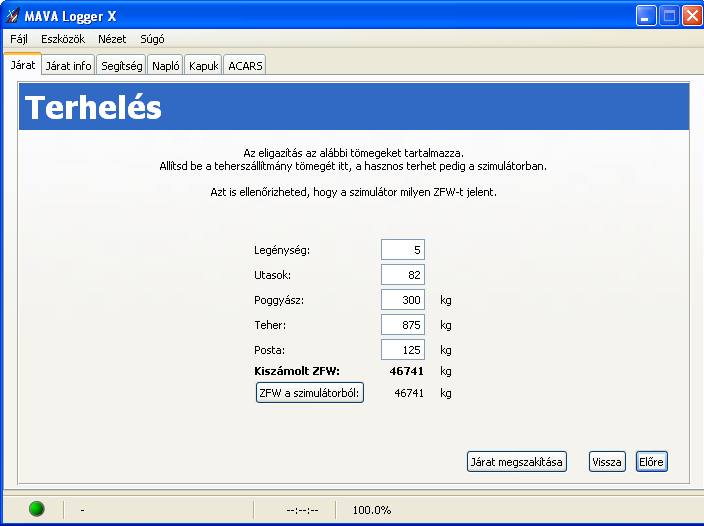 MAVA Logger X
Fájl Eszközök Nézet Súgó
Járat Járat info Segítség Napló Kapuk ACARS
Terhelés
Az eligazítás az alábbi tömegeket tartalmazza.
Allítsd be a teherszállítmány tömegét itt, a hasznos terhet pedig a szimulátorban.
Azt is ellenőrizheted, hogy a szimulátor milyen ZFW-t jelent.
Legénység: 5
Utasok: 82
Poggyász: 300 kg
Teher: 875 kg
Posta: 125 kg
Kiszámolt ZFW: 46741 kg
ZFW a szimulátorból: 46741 kg
Járat megszakítása Vissza Előre
- --:--:-- 100.0%